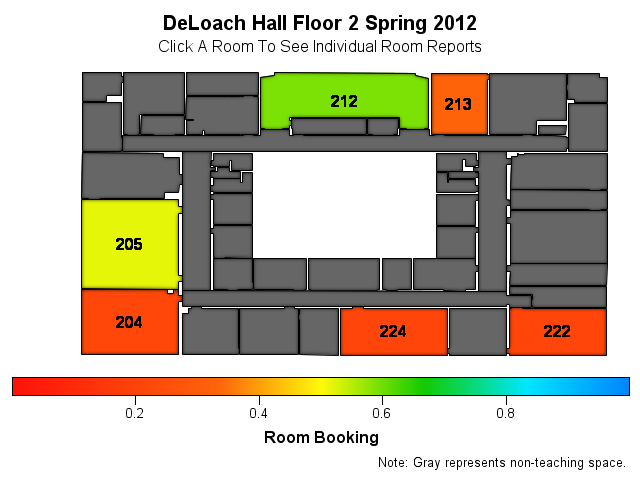 DeLoach Hall Floor 2 Spring 2012
Click A Room To See Individual Room Reports
212
213
205
204
224
222
0.2 0.4 0.6 0.8
Room Booking
Note: Gray represents non-teaching space.